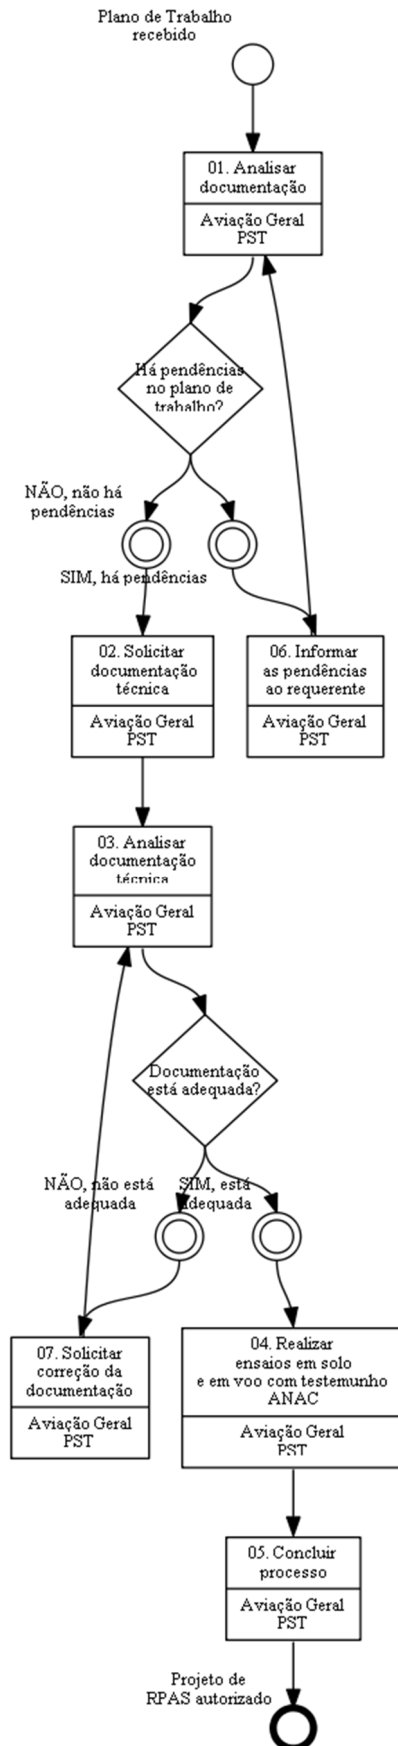 Plano de Trabalho
recebido
01. Analisar
documentação
Aviação Geral
PST
Há pendências
no plano de
trabalho?
NÃO, não há
pendências
SIM, há pendências
02. Solicitar
documentação
técnica
Aviação Geral
PST
06. Informar
as pendências
ao requerente
Aviação Geral
PST
03. Analisar
documentação
técnica
Aviação Geral
PST
Documentação
está adequada?
NÃO, não está
adequada
SIM, está
adequada
07. Solicitar
correção da
documentação
Aviação Geral
PST
04. Realizar
ensaios em solo
e em voo com testemunho
ANAC
Aviação Geral
PST
05. Concluir
processo
Aviação Geral
PST
Projeto de
RPAS autorizado